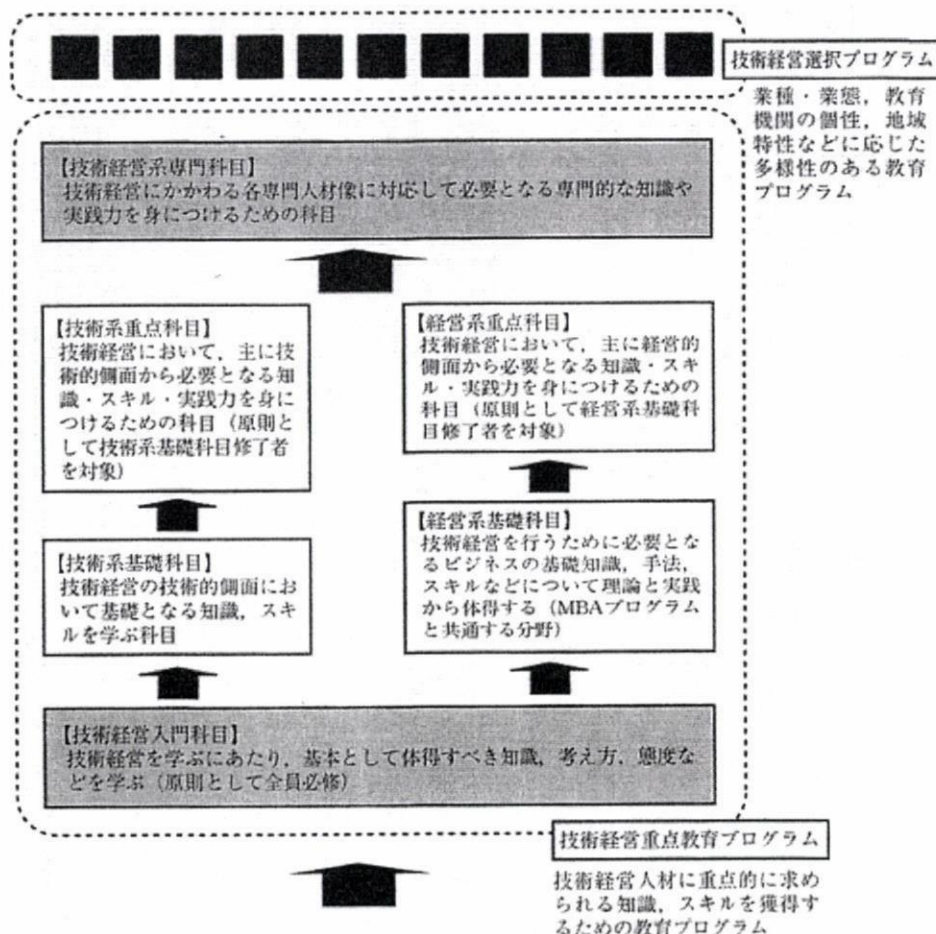 技術経営選択プログラム
業種・業態，教育
機関の個性，地域
特性などに応じた
多様性のある教育
プログラム
【技術経営系専門科目】
技術経営にかかわる各専門人材像に対応して必要となる専門的な知識や
実践力を身につけるための科目
【技術系重点科目】
技術経営において，主に技
術的側面から必要となる知
識・スキル・実践力を身に
つけるための科目（原則と
して技術系基礎科目修了者
を対象）
【経営系重点科目】
技術経営において，主に経営的
側面から必要となる知識・スキ
ル・実践力を身につけるための
科目（原則として経営系基礎科
目修了者を対象）
【技術系基礎科目】
技術経営の技術的側面にお
いて基礎となる知識，スキ
ルを学ぶ科目
【経営系基礎科目】
技術経営を行うために必要とな
るビジネスの基礎知識，手法，
スキルなどについて理論と実践
から体得する（MBAプログラム
と共通する分野）
【技術経営入門科目】
技術経営を学ぶにあたり，基本として体得すべき知識，考え方，態度な
どを学ぶ（原則として全員必修）
技術経営重点教育プログラム
技術経営人材に重点的に求め
られる知識，スキルを獲得す
るための教育プログラム